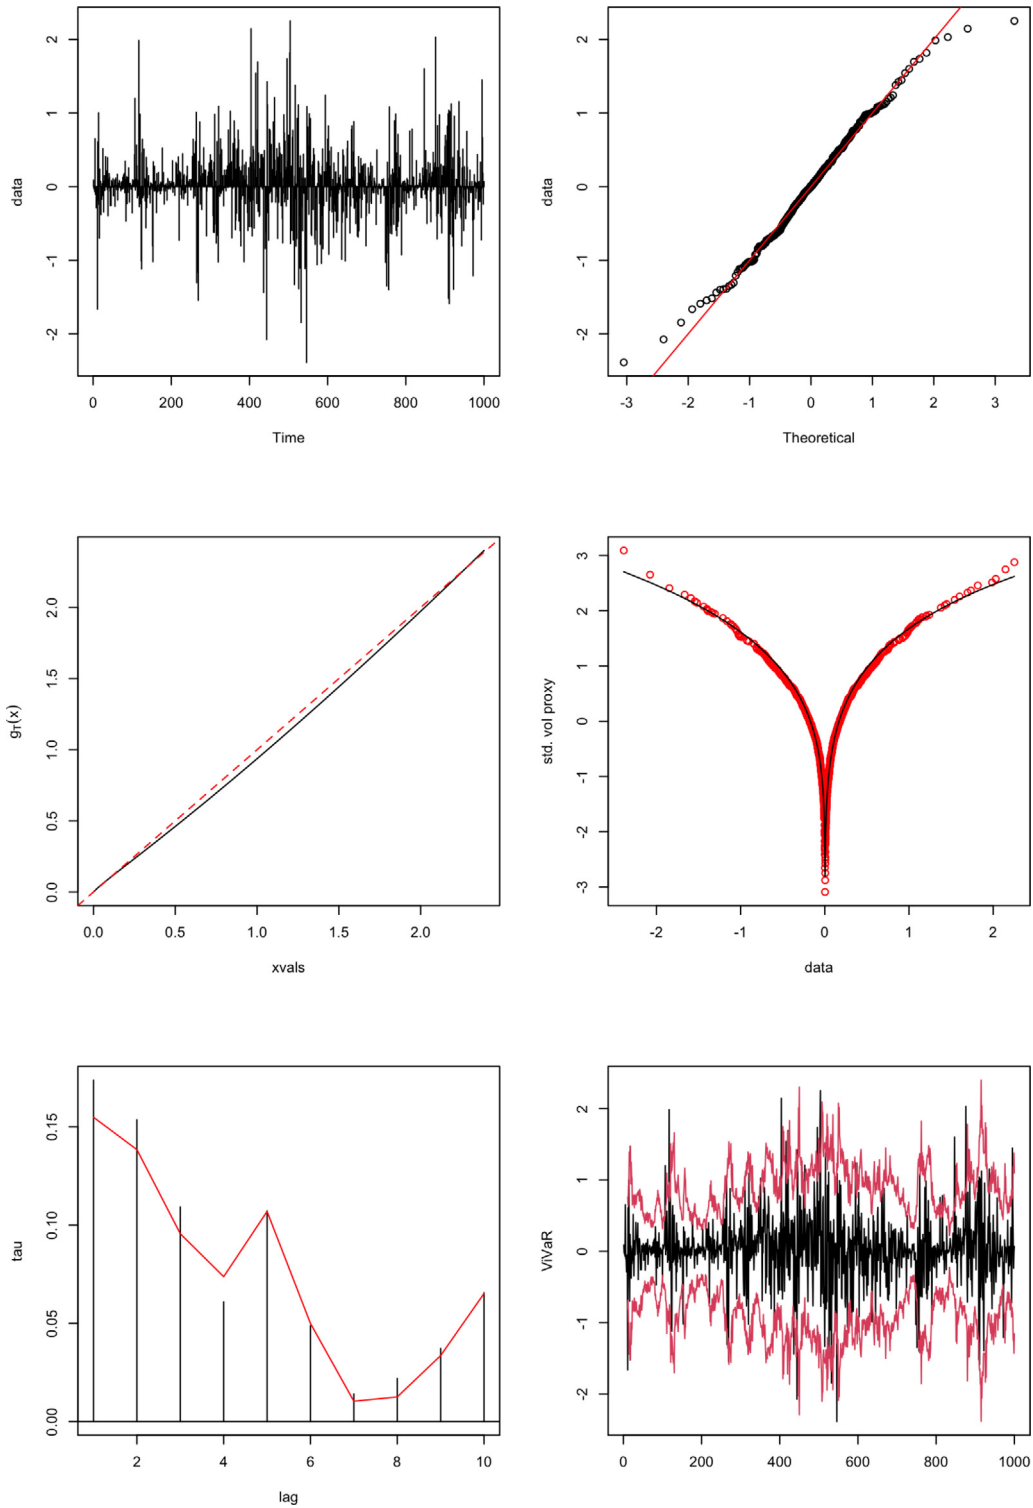 data
2
1
0
-1
-2
0 200 400 600 800 1000
Time
data
2
1
0
-1
-2
-3 -2 -1 0 1 2 3
Theoretical
gT(x)
2.0
1.5
1.0
0.5
0.0
0.0 0.5 1.0 1.5 2.0
xvals
std. vol proxy
3
2
1
0
-1
-2
-3
-2 -1 0 1 2
data
tau
0.15
0.10
0.05
0.00
2 4 6 8 10
lag
ViVaR
2
1
0
-1
-2
0 200 400 600 800 1000